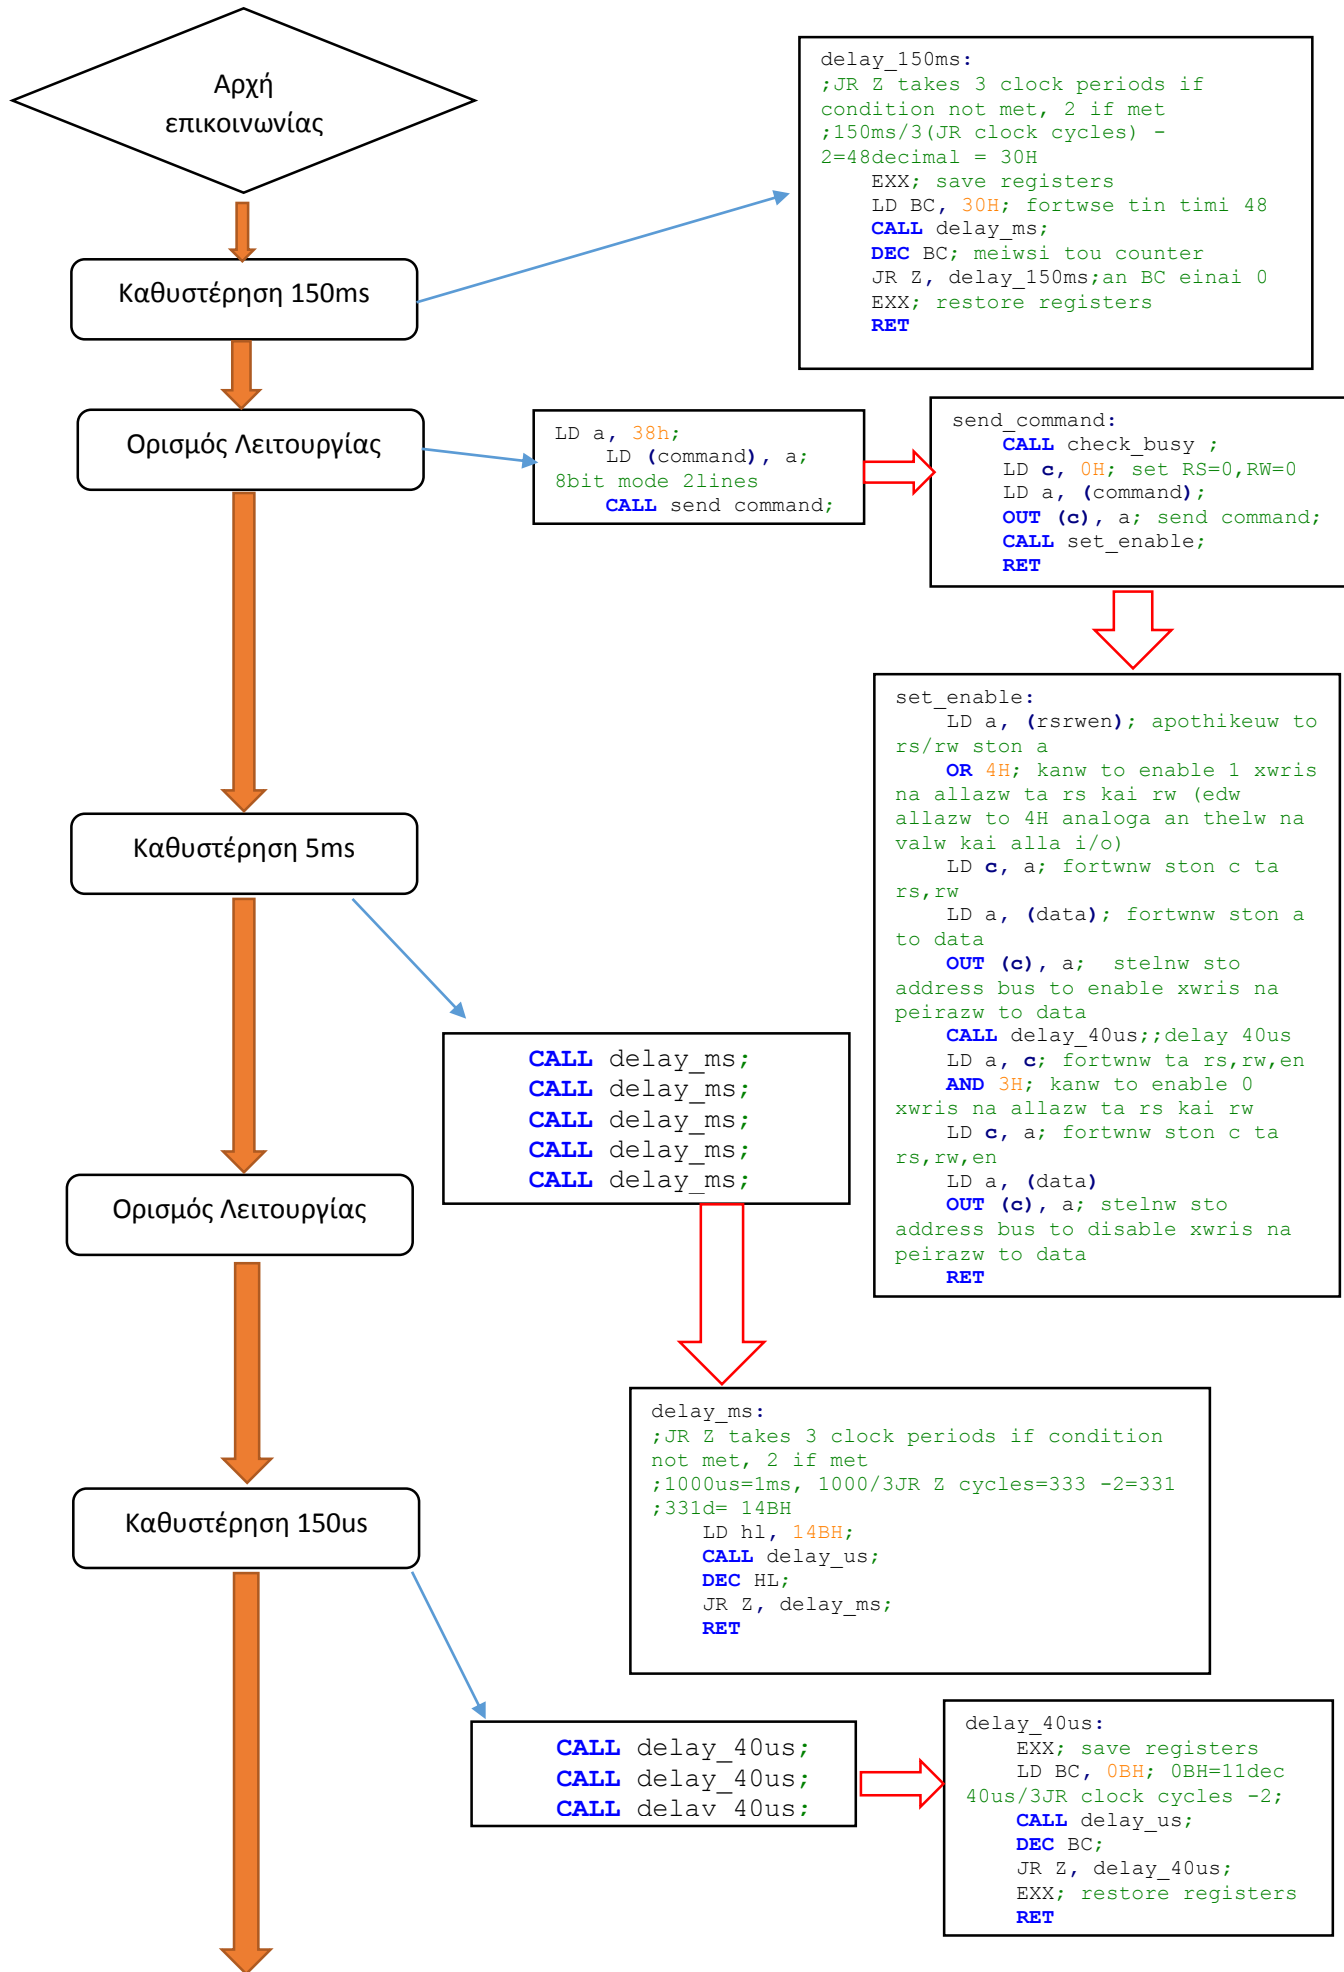 Αρχή
επικοινωνίας
delay_150ms:
;JR Z takes 3 clock periods if
condition not met, 2 if met
;150ms/3(JR clock cycles) -
2=48decimal = 30H
EXX; save registers
LD BC, 30H; fortwse tin timi 48
CALL delay_ms;
DEC BC; meiwsi tou counter
JR Z, delay_150ms;an BC einai 0
EXX; restore registers
RET
Καθυστέρηση 150ms
Ορισμός Λειτουργίας
LD a, 38h;
LD (command), a;
8bit mode 2lines
CALL send command;
send_command:
CALL check_busy ;
LD c, 0H; set RS=0,RW=0
LD a, (command);
OUT (c), a; send command;
CALL set_enable;
RET
set_enable:
LD a, (rsrwen); apothikeuw to
rs/rw ston a
OR 4H; kanw to enable 1 xwris
na allazw ta rs kai rw (edw
allazw to 4H analoga an thelw na
valw kai alla i/o)
LD c, a; fortwnw ston c ta
rs,rw
LD a, (data); fortwnw ston a
to data
OUT (c), a;  stelnw sto
address bus to enable xwris na
peirazw to data
CALL delay_40us;;delay 40us
LD a, c; fortwnw ta rs,rw,en
AND 3H; kanw to enable 0
xwris na allazw ta rs kai rw
LD c, a; fortwnw ston c ta
rs,rw,en
LD a, (data)
OUT (c), a; stelnw sto
address bus to disable xwris na
peirazw to data
RET
Καθυστέρηση 5ms
CALL delay_ms;
CALL delay_ms;
CALL delay_ms;
CALL delay_ms;
CALL delay_ms;
Ορισμός Λειτουργίας
delay_ms:
;JR Z takes 3 clock periods if condition
not met, 2 if met
;1000us=1ms, 1000/3JR Z cycles=333 -2=331
;331d= 14BH
LD hl, 14BH;
CALL delay_us;
DEC HL;
JR Z, delay_ms;
RET
Καθυστέρηση 150us
CALL delay_40us;
CALL delay_40us;
CALL delay 40us;
delay_40us:
EXX; save registers
LD BC, 0BH; 0BH=11dec
40us/3JR clock cycles -2;
CALL delay_us;
DEC BC;
JR Z, delay_40us;
EXX; restore registers
RET